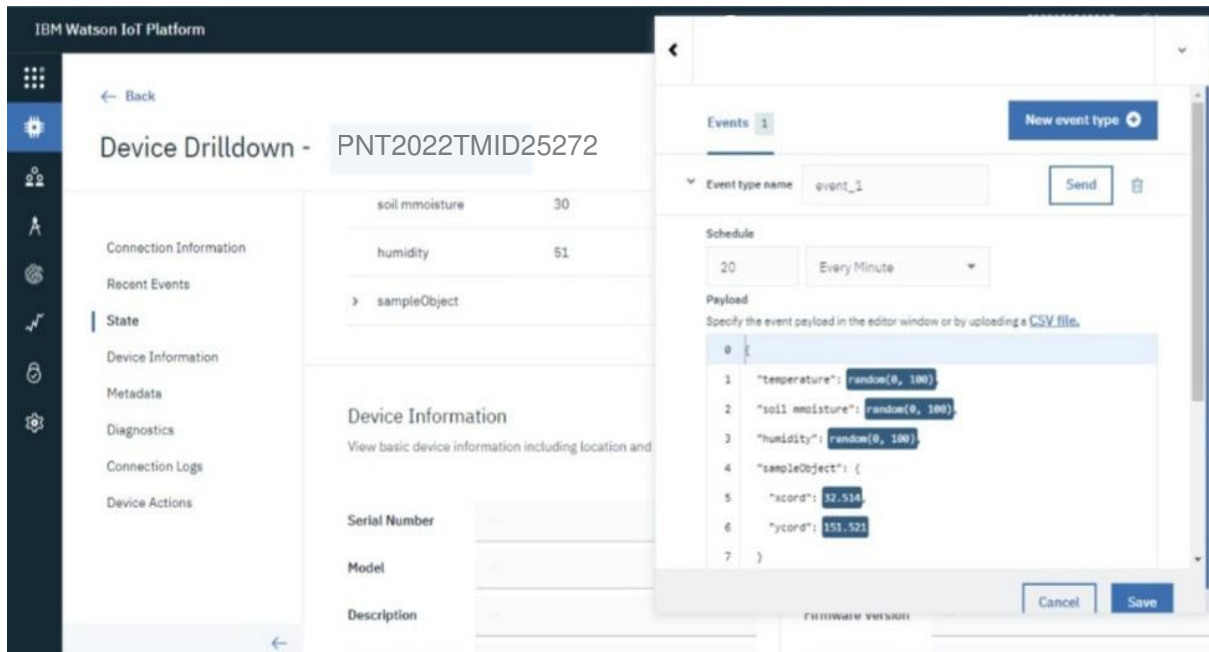 IBM Watson IoT Platform
← Back
Device Drilldown - PNT2022TMID25272
Connection Information
Recent Events
State
Device Information
Metadata
Diagnostics
Connection Logs
Device Actions
soil mmoisture 30
humidity 51
sampleObject
Device Information
View basic device information including location and
Serial Number
Model
Description
Firmware Version
Events 1
New event type
Event type name event_1 Send
Schedule
20 Every Minute
Payload
Specify the event payload in the editor window or by uploading a CSV file.
0 {
1 "temperature": random(0, 100),
2 "soil mmoisture": random(0, 100),
3 "humidity": random(0, 100),
4 "sampleObject": {
5 "xcord": 32.514,
6 "ycord": 151.521
7 }
Cancel Save